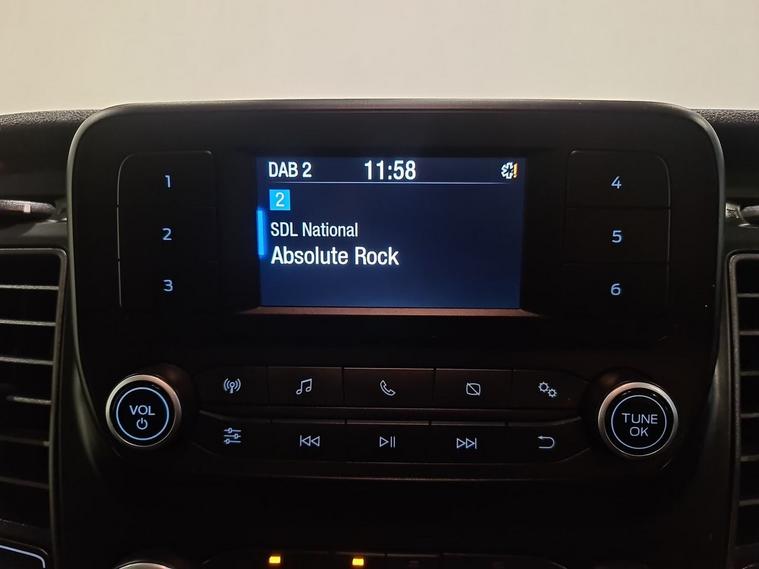 DAB 2 11:58
2
SDL National
Absolute Rock
1
2
3
4
5
6
VOL
TUNE
OK